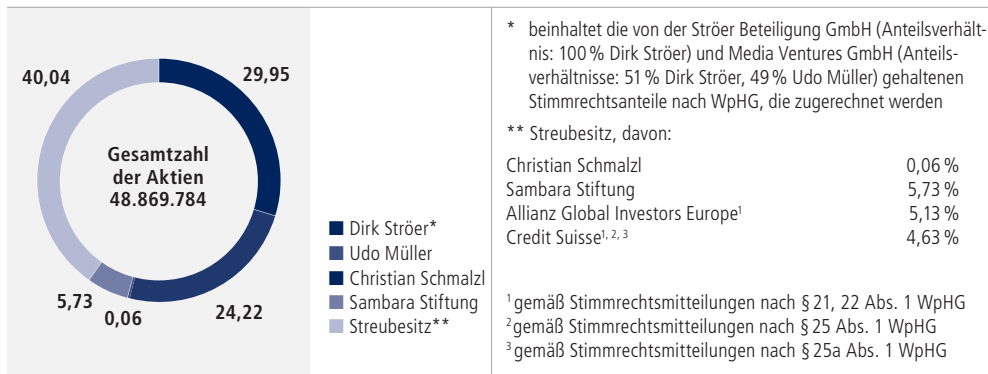 40,04
29,95
Gesamtzahl
der Aktien
48.869.784
5,73
0,06
24,22
Dirk Ströer*
Udo Müller
Christian Schmalzl
Sambara Stiftung
Streubesitz**
* beinhaltet die von der Ströer Beteiligung GmbH (Anteilsverhält-
nis: 100 % Dirk Ströer) und Media Ventures GmbH (Anteils-
verhältnisse: 51 % Dirk Ströer, 49 % Udo Müller) gehaltenen
Stimmrechtsanteile nach WpHG, die zugerechnet werden
** Streubesitz, davon:
Christian Schmalzl 0,06 %
Sambara Stiftung 5,73 %
Allianz Global Investors Europe¹ 5,13 %
Credit Suisse¹, ², ³ 4,63 %
¹ gemäß Stimmrechtsmitteilungen nach § 21, 22 Abs. 1 WpHG
² gemäß Stimmrechtsmitteilungen nach § 25 Abs. 1 WpHG
³ gemäß Stimmrechtsmitteilungen nach § 25a Abs. 1 WpHG